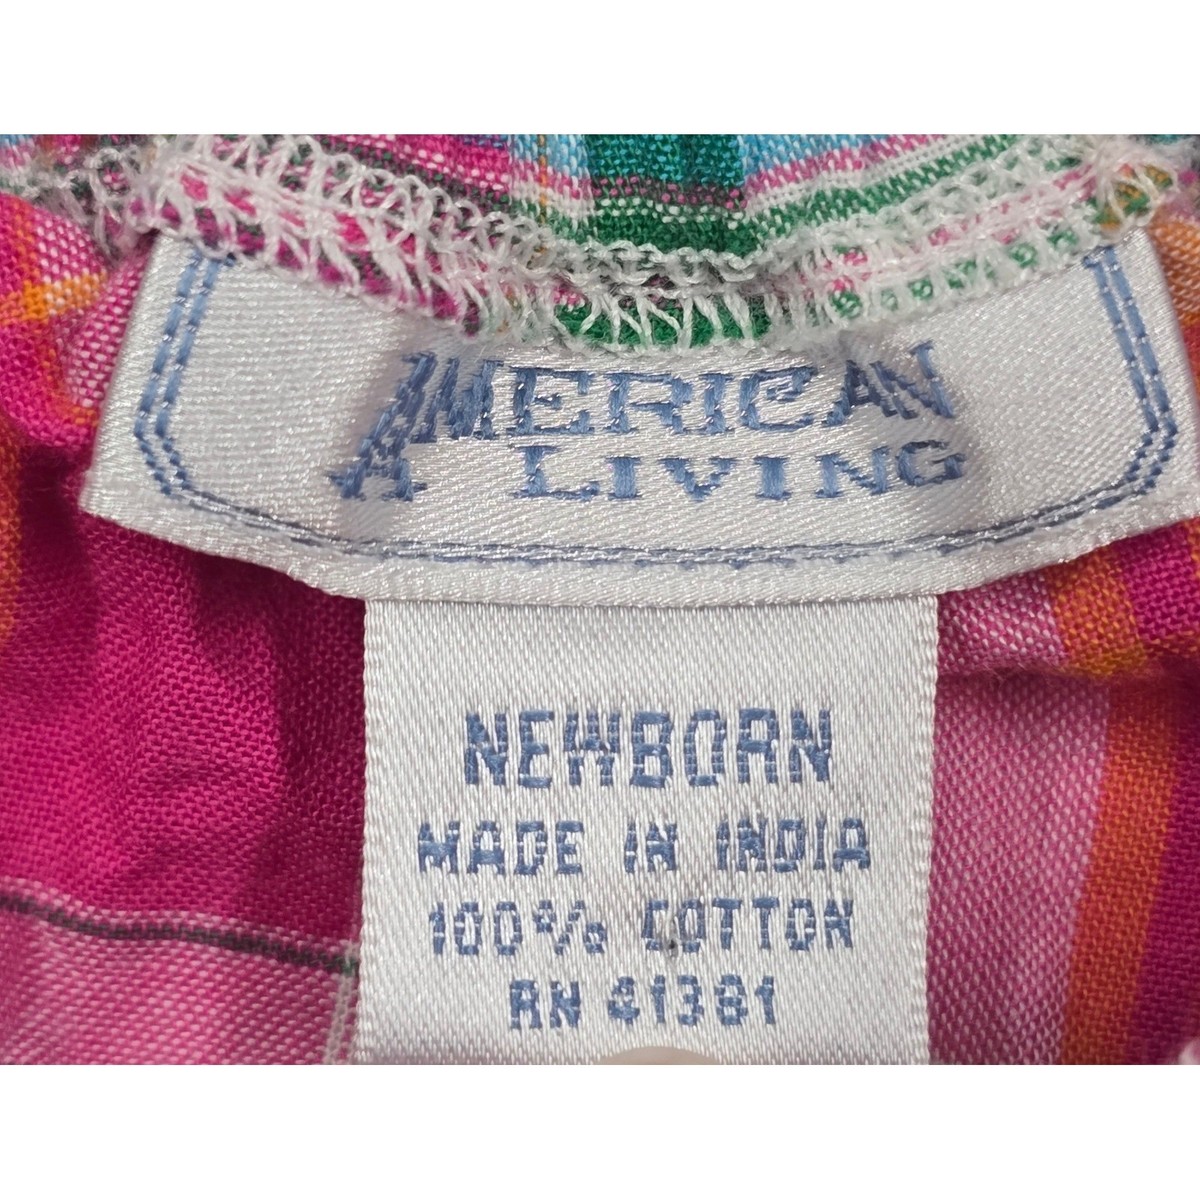 AMERICAN
LIVING
NEWBORN
MADE IN INDIA
100% COTTON
RN 41381